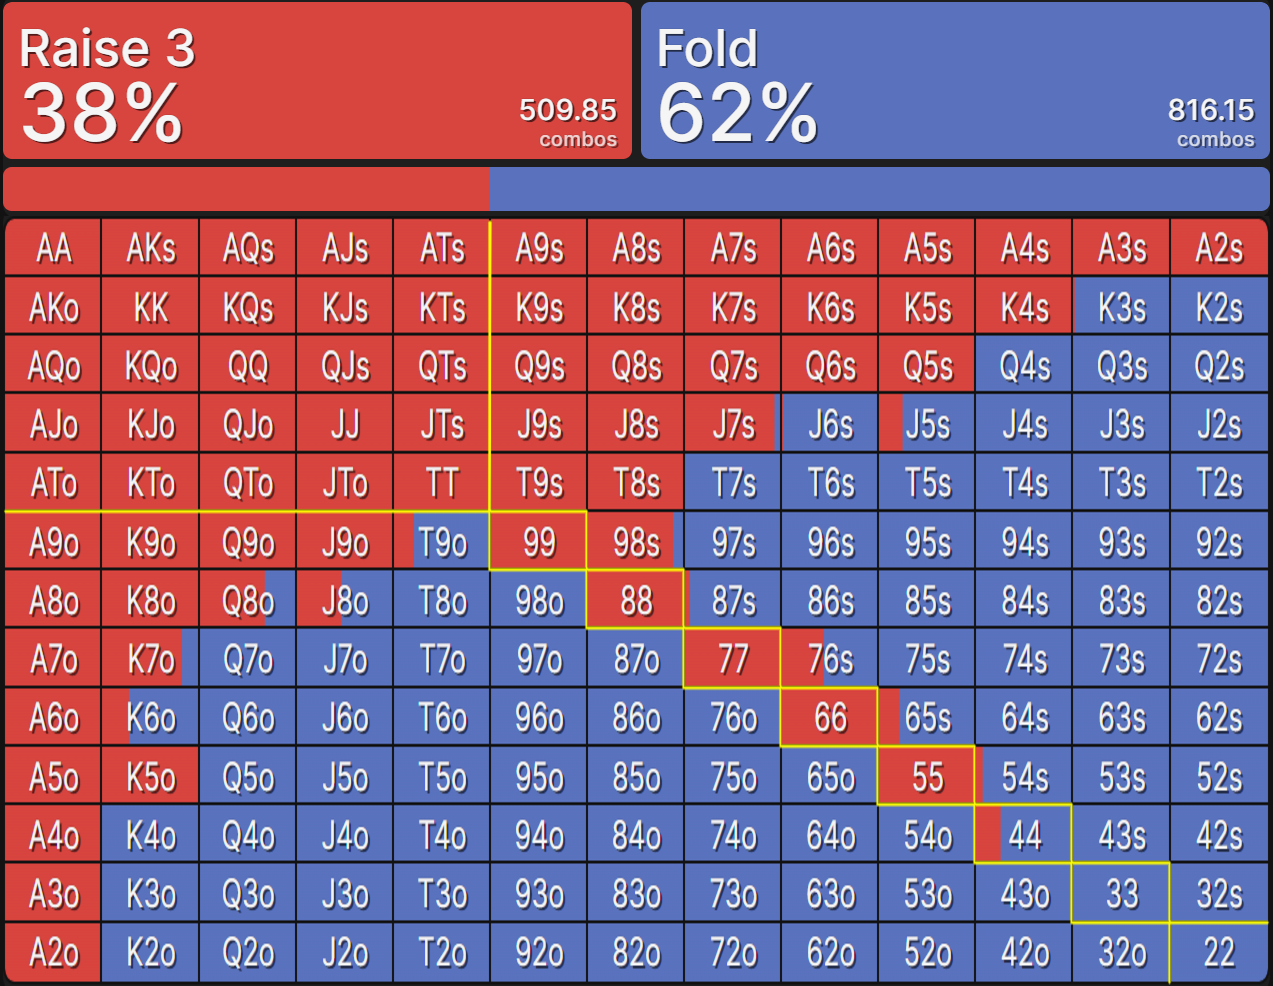 Raise 3
38%
509.85
combos
Fold
62%
816.15
combos
AA AKs AQs AJs ATs A9s A8s A7s A6s A5s A4s A3s A2s
AKo KK KQs KJs KTs K9s K8s K7s K6s K5s K4s K3s K2s
AQo KQo QQ QJs QTs Q9s Q8s Q7s Q6s Q5s Q4s Q3s Q2s
AJo KJo QJo JJ JTs J9s J8s J7s J6s J5s J4s J3s J2s
ATo KTo QTo JTo TT T9s T8s T7s T6s T5s T4s T3s T2s
A9o K9o Q9o J9o T9o 99 98s 97s 96s 95s 94s 93s 92s
A8o K8o Q8o J8o T8o 98o 88 87s 86s 85s 84s 83s 82s
A7o K7o Q7o J7o T7o 97o 87o 77 76s 75s 74s 73s 72s
A6o K6o Q6o J6o T6o 96o 86o 76o 66 65s 64s 63s 62s
A5o K5o Q5o J5o T5o 95o 85o 75o 65o 55 54s 53s 52s
A4o K4o Q4o J4o T4o 94o 84o 74o 64o 54o 44 43s 42s
A3o K3o Q3o J3o T3o 93o 83o 73o 63o 53o 43o 33 32s
A2o K2o Q2o J2o T2o 92o 82o 72o 62o 52o 42o 32o 22